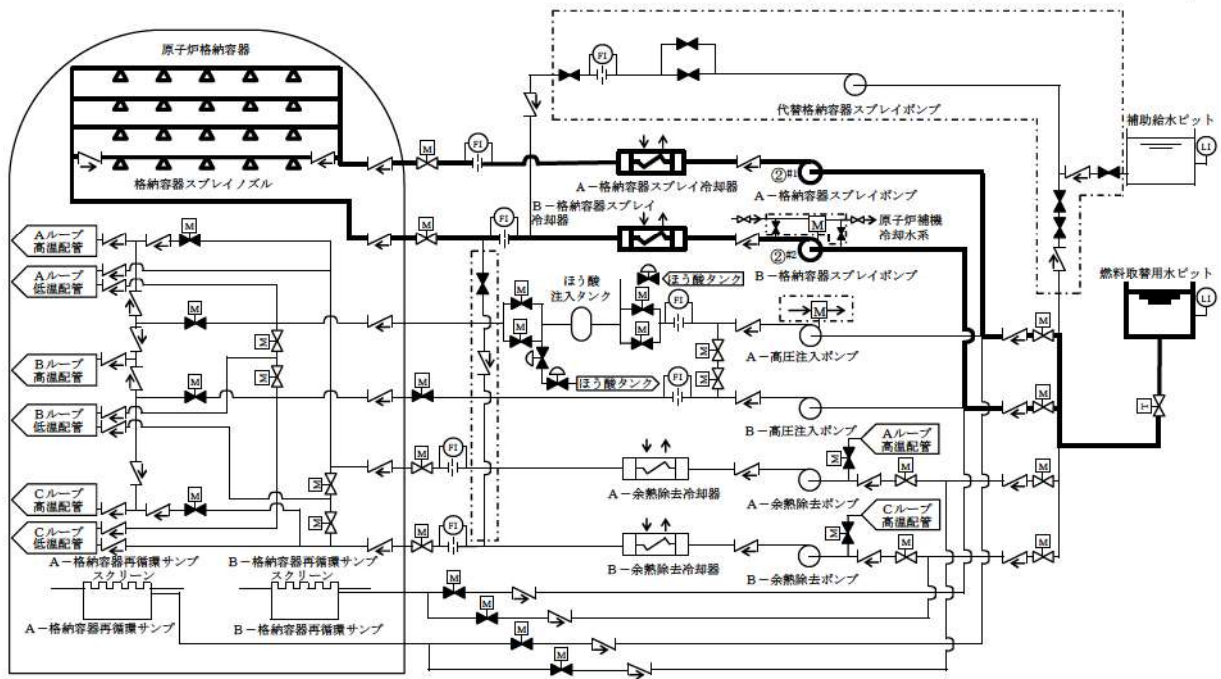 原子炉格納容器
格納容器スプレイノズル
FI
代替格納容器スプレイポンプ
補助給水ピット
LI
M
FI
A－格納容器スプレイ冷却器
②#1
A－格納容器スプレイポンプ
B－格納容器スプレイ
冷却器
M
原子炉補機
冷却水系
M
FI
②#2
B－格納容器スプレイポンプ
燃料取替用水ピット
LI
Aループ
高温配管
M
Aループ
低温配管
ほう酸
注入タンク
ほう酸タンク
M
M
FI
M
M
M
M
M
A－高圧注入ポンプ
M
Bループ
高温配管
M
M
ほう酸タンク
M
M
M
FI
M
Bループ
低温配管
B－高圧注入ポンプ
I
Aループ
高温配管
M
FI
M
M
M
M
A－余熱除去冷却器
A－余熱除去ポンプ
Cループ
高温配管
M
M
Cループ
高温配管
Cループ
低温配管
M
FI
M
M
M
B－余熱除去冷却器
B－余熱除去ポンプ
A－格納容器再循環サンプ
スクリーン
B－格納容器再循環サンプ
スクリーン
M
M
A－格納容器再循環サンプ
B－格納容器再循環サンプ
M
M